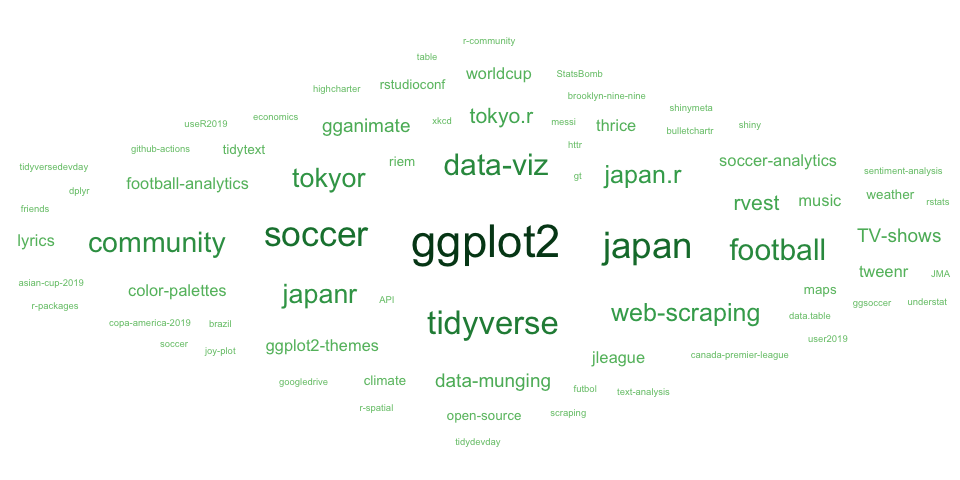 r-community
table
worldcup
StatsBomb
rstudioconf
highcharter
brooklyn-nine-nine
shinymeta
economics
tokyo.r
useR2019
gganimate
xkcd
messi
thrice
bulletchartr
shiny
github-actions
tidytext
httr
tidyversedevday
riem
data-viz
soccer-analytics
sentiment-analysis
dplyr
football-analytics
tokyor
gt
japan.r
weather
friends
rvest
music
rstats
lyrics
community
soccer
ggplot2
japan
football
TV-shows
tweenr
JMA
asian-cup-2019
color-palettes
japanr
API
maps
r-packages
ggsoccer
understat
copa-america-2019
brazil
tidyverse
web-scraping
data.table
soccer
joy-plot
ggplot2-themes
user2019
jleague
canada-premier-league
googledrive
climate
data-munging
futbol
text-analysis
r-spatial
open-source
scraping
tidydevday